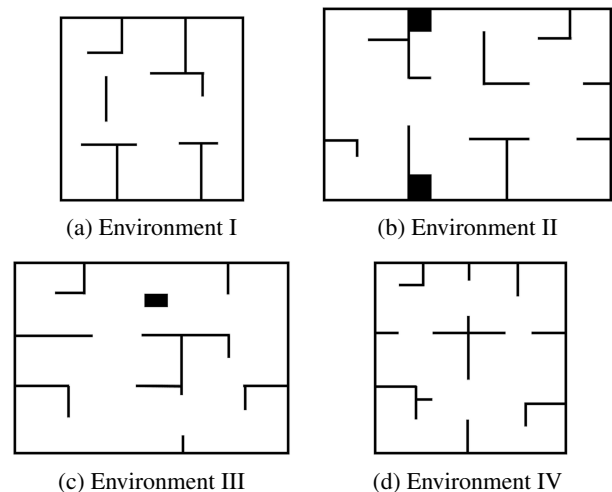 (a) Environment I
(b) Environment II
(c) Environment III
(d) Environment IV